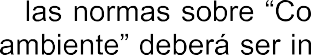 las normas sobre “Co
ambiente” deberá ser in